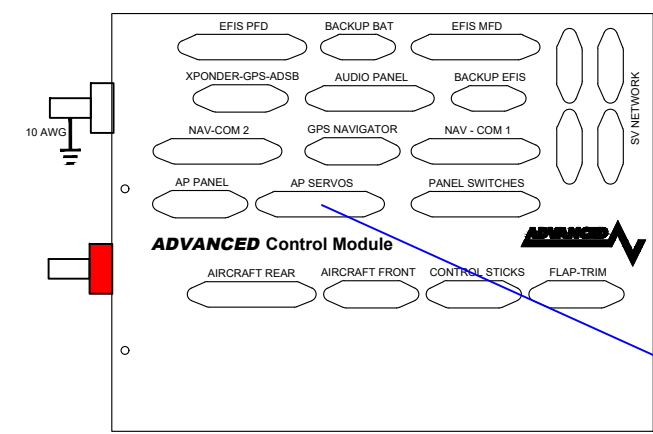 EFIS PFD BACKUP BAT EFIS MFD
XPONDER-GPS-ADSB AUDIO PANEL BACKUP EFIS
SV NETWORK
10 AWG
NAV-COM 2 GPS NAVIGATOR NAV - COM 1
AP PANEL AP SERVOS PANEL SWITCHES
ADVANCED Control Module
ADVANCED
AIRCRAFT REAR AIRCRAFT FRONT CONTROL STICKS FLAP-TRIM